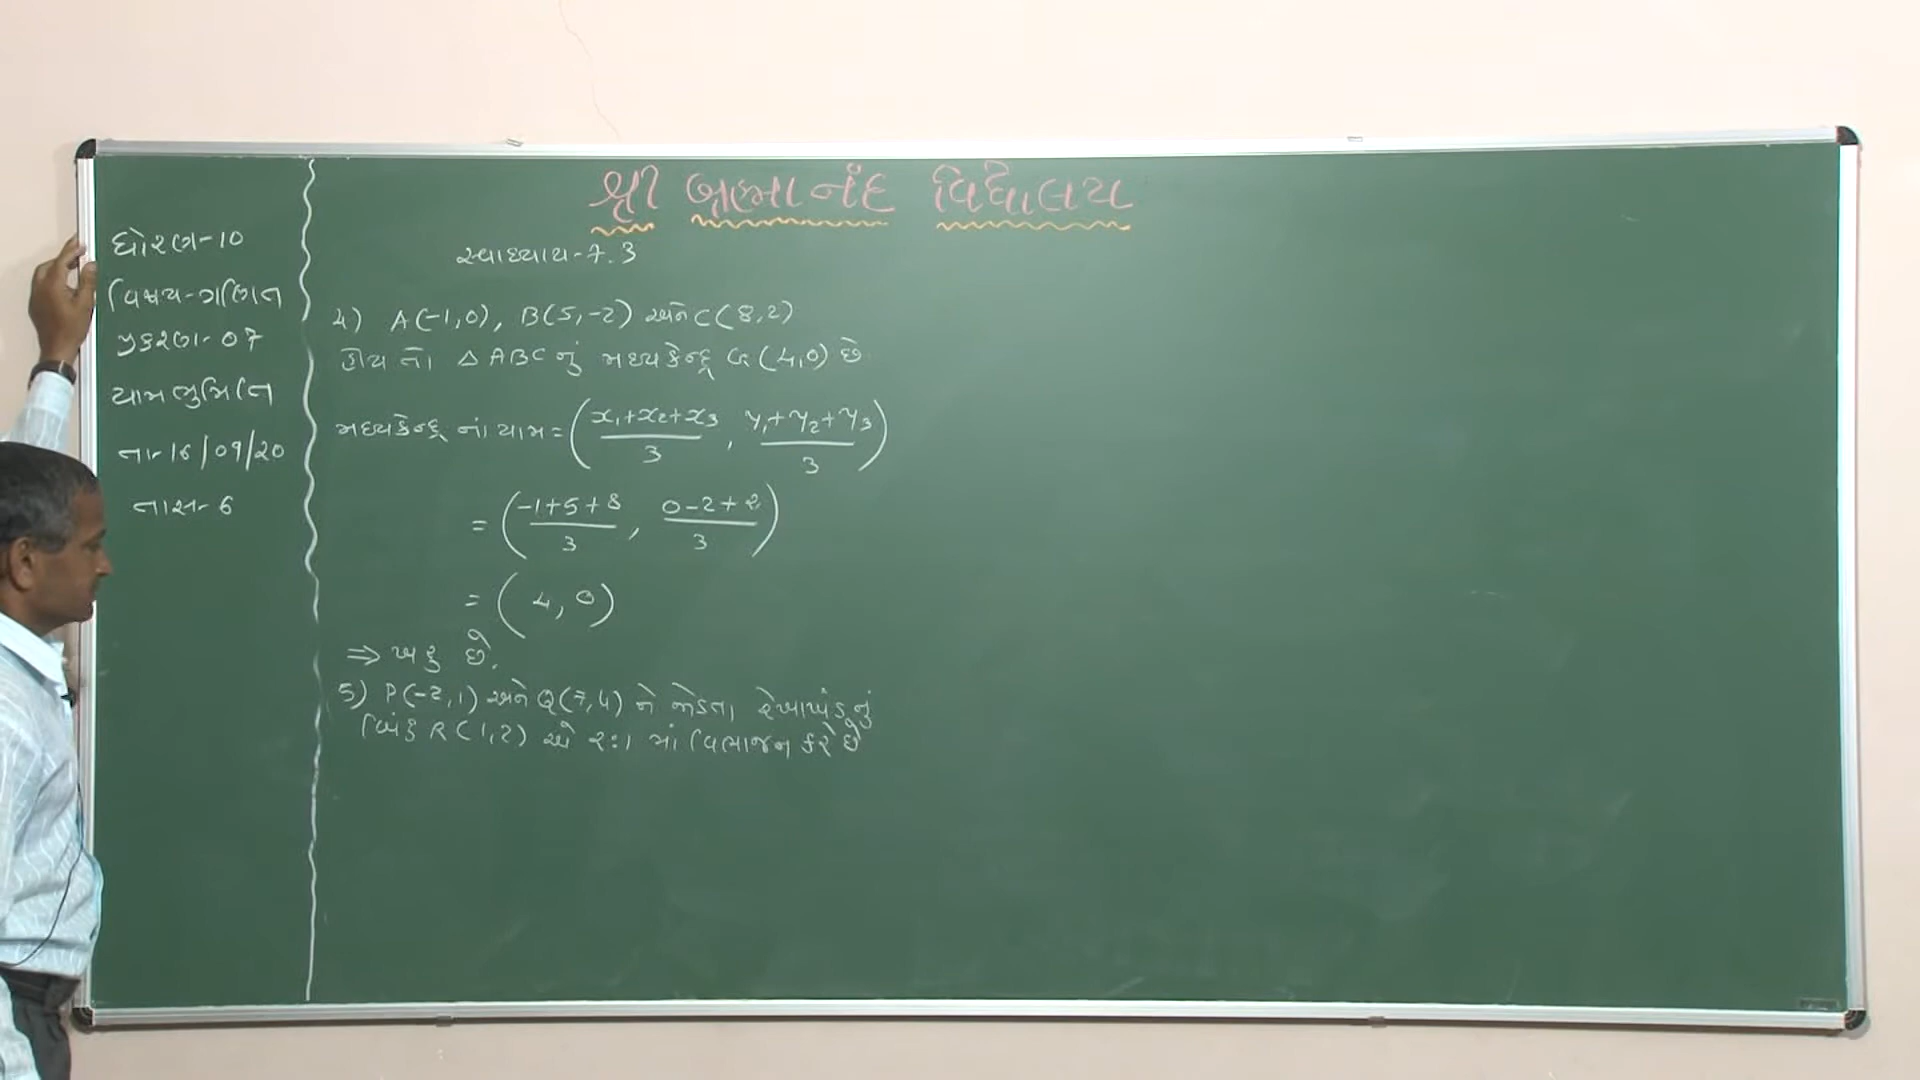 શ્રી બ્રહ્માનંદ વિદ્યાલય
ધોરણ-10
વિષય-ગણિત
પ્રકરણ-07
યામભુમિતિ
તા-16/09/20
તાસ-6
સ્વાધ્યાય-7.3
4) A(-1,0), B(5,-2) અને C(8,2)
હોય તો △ABC નું મધ્યકેન્દ્ર G(4,0) છે
મધ્યકેન્દ્ર નાં યામ = ( (x₁+x₂+x₃)/3 , (y₁+y₂+y₃)/3 )
= ( (-1+5+8)/3 , (0-2+2)/3 )
= ( 4, 0 )
⇒ ખરૂ છે.
5) P(-2,1) અને Q(7,4) ને જોડતા રેખાખંડનું
બિંદુ R(1,2) એ 2:1 માં વિભાજન કરે છે